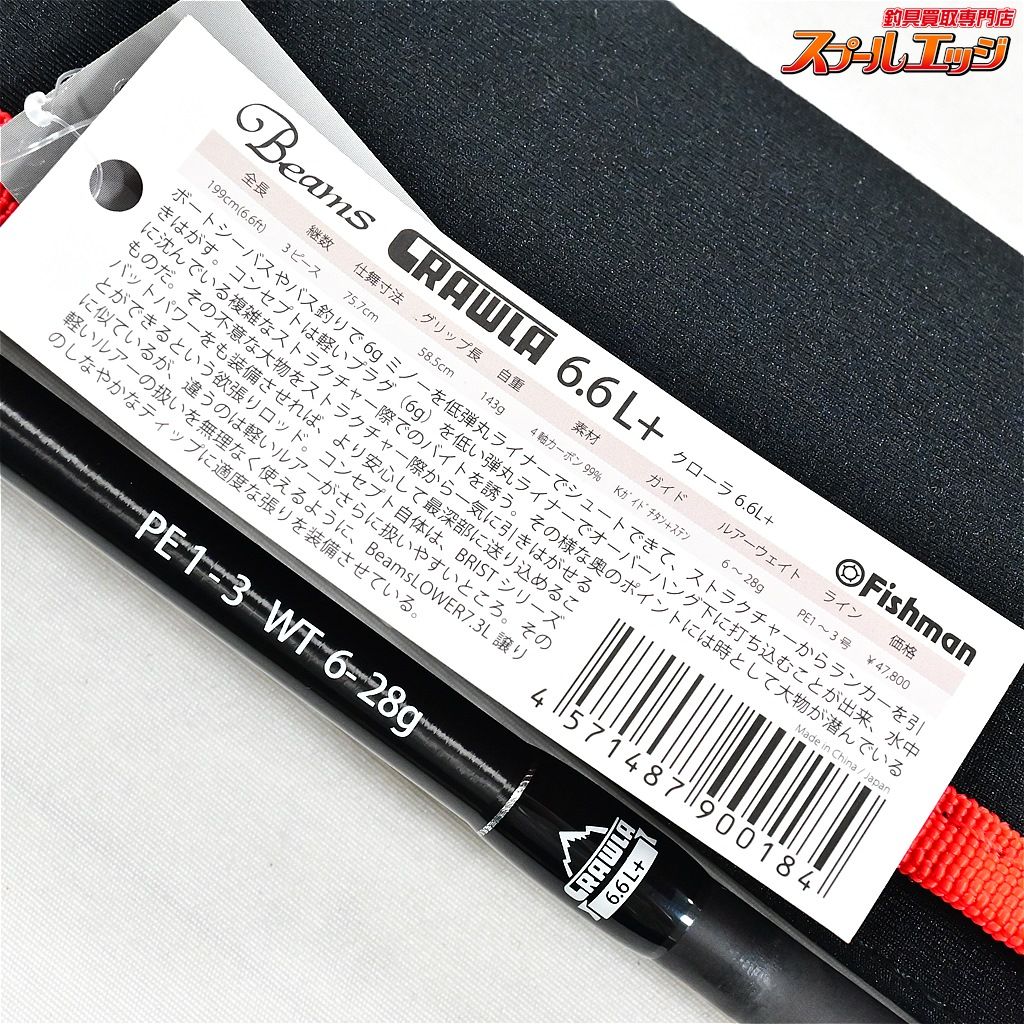 釣具買取専門店
スプールエッジ
Beams CRAWLA 6.6 L+ クローラ 6.6L+
Fishman
全長 継数 仕舞寸法 グリップ長 自重 素材 ガイド ルアーウェイト ライン 価格
199cm(6.6ft) 3ピース 75.7cm 58.5cm 143g 4軸カーボン 99% Kガイドチタン+ステン 6～28g PE1～3号 ¥47,800
ボートシーバスやバス釣りで6gミノーを低弾丸ライナーでシュートできて、ストラクチャーからランカーを引
きはがす。コンセプトは軽いプラグ（6g）を低い弾丸ライナーでオーバーハング下に打ち込むことが出来、水中
に沈んでいる複雑なストラクチャー際でのバイトを誘う。その様な奥のポイントには時として大物が潜んでいる
ものだ。その不意な大物をストラクチャー際から一気に引きはがせる
バットパワーをも装備させれば、より安心して最深部に送り込めるこ
とができるという欲張りロッド。コンセプト自体は、BRISTシリーズ
に似ているが、違うのは軽いルアーがさらに扱いやすいところ。その
軽いルアーの扱いを無理なく使えるように、BeamsLOWER7.3L 譲り
のしなやかなティップに適度な張りを装備させている。
Made in China / Japan
4 571487 900184
PE 1 - 3 WT 6-28g
CRAWLA
6.6 L+